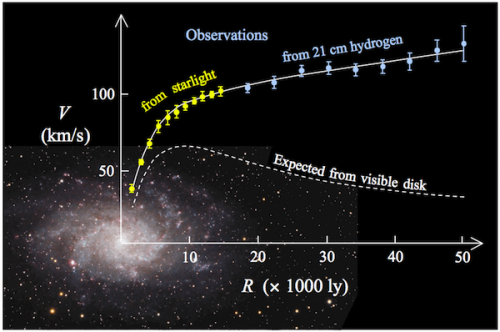 Observations
from starlight
from 21 cm hydrogen
V
(km/s)
100
50
Expected from visible disk
10
20
30
40
50
R (× 1000 ly)